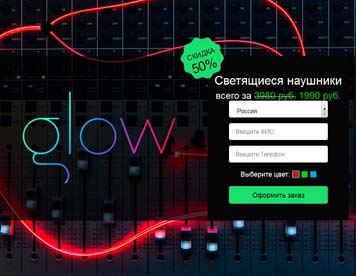 СКИДКА
50%
glow
Светящиеся наушники
всего за 3980 руб. 1990 руб.
Россия
Введите ФИО
Введите Телефон
Выберите цвет:
Оформить заказ